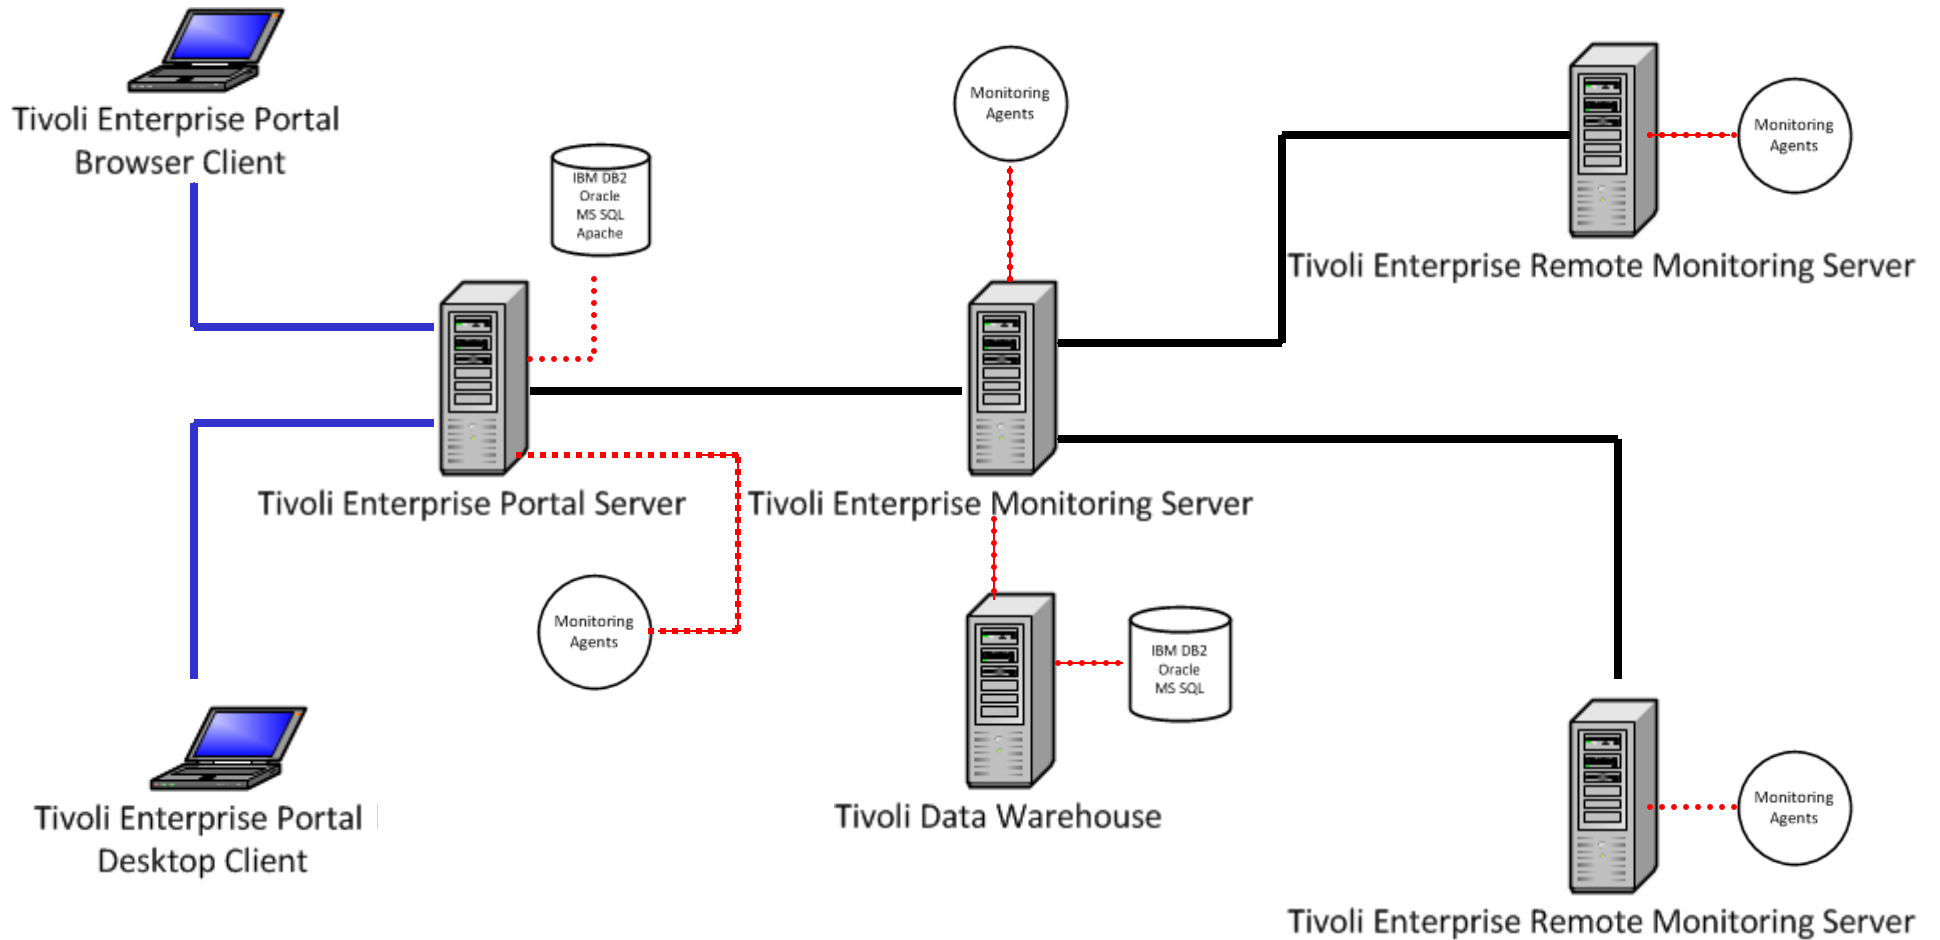 Tivoli Enterprise Portal
Browser Client
IBM DB2
Oracle
MS SQL
Apache
Monitoring
Agents
Monitoring
Agents
Tivoli Enterprise Remote Monitoring Server
Tivoli Enterprise Portal Server
Tivoli Enterprise Monitoring Server
Monitoring
Agents
IBM DB2
Oracle
MS SQL
Tivoli Enterprise Portal
Desktop Client
Tivoli Data Warehouse
Monitoring
Agents
Tivoli Enterprise Remote Monitoring Server